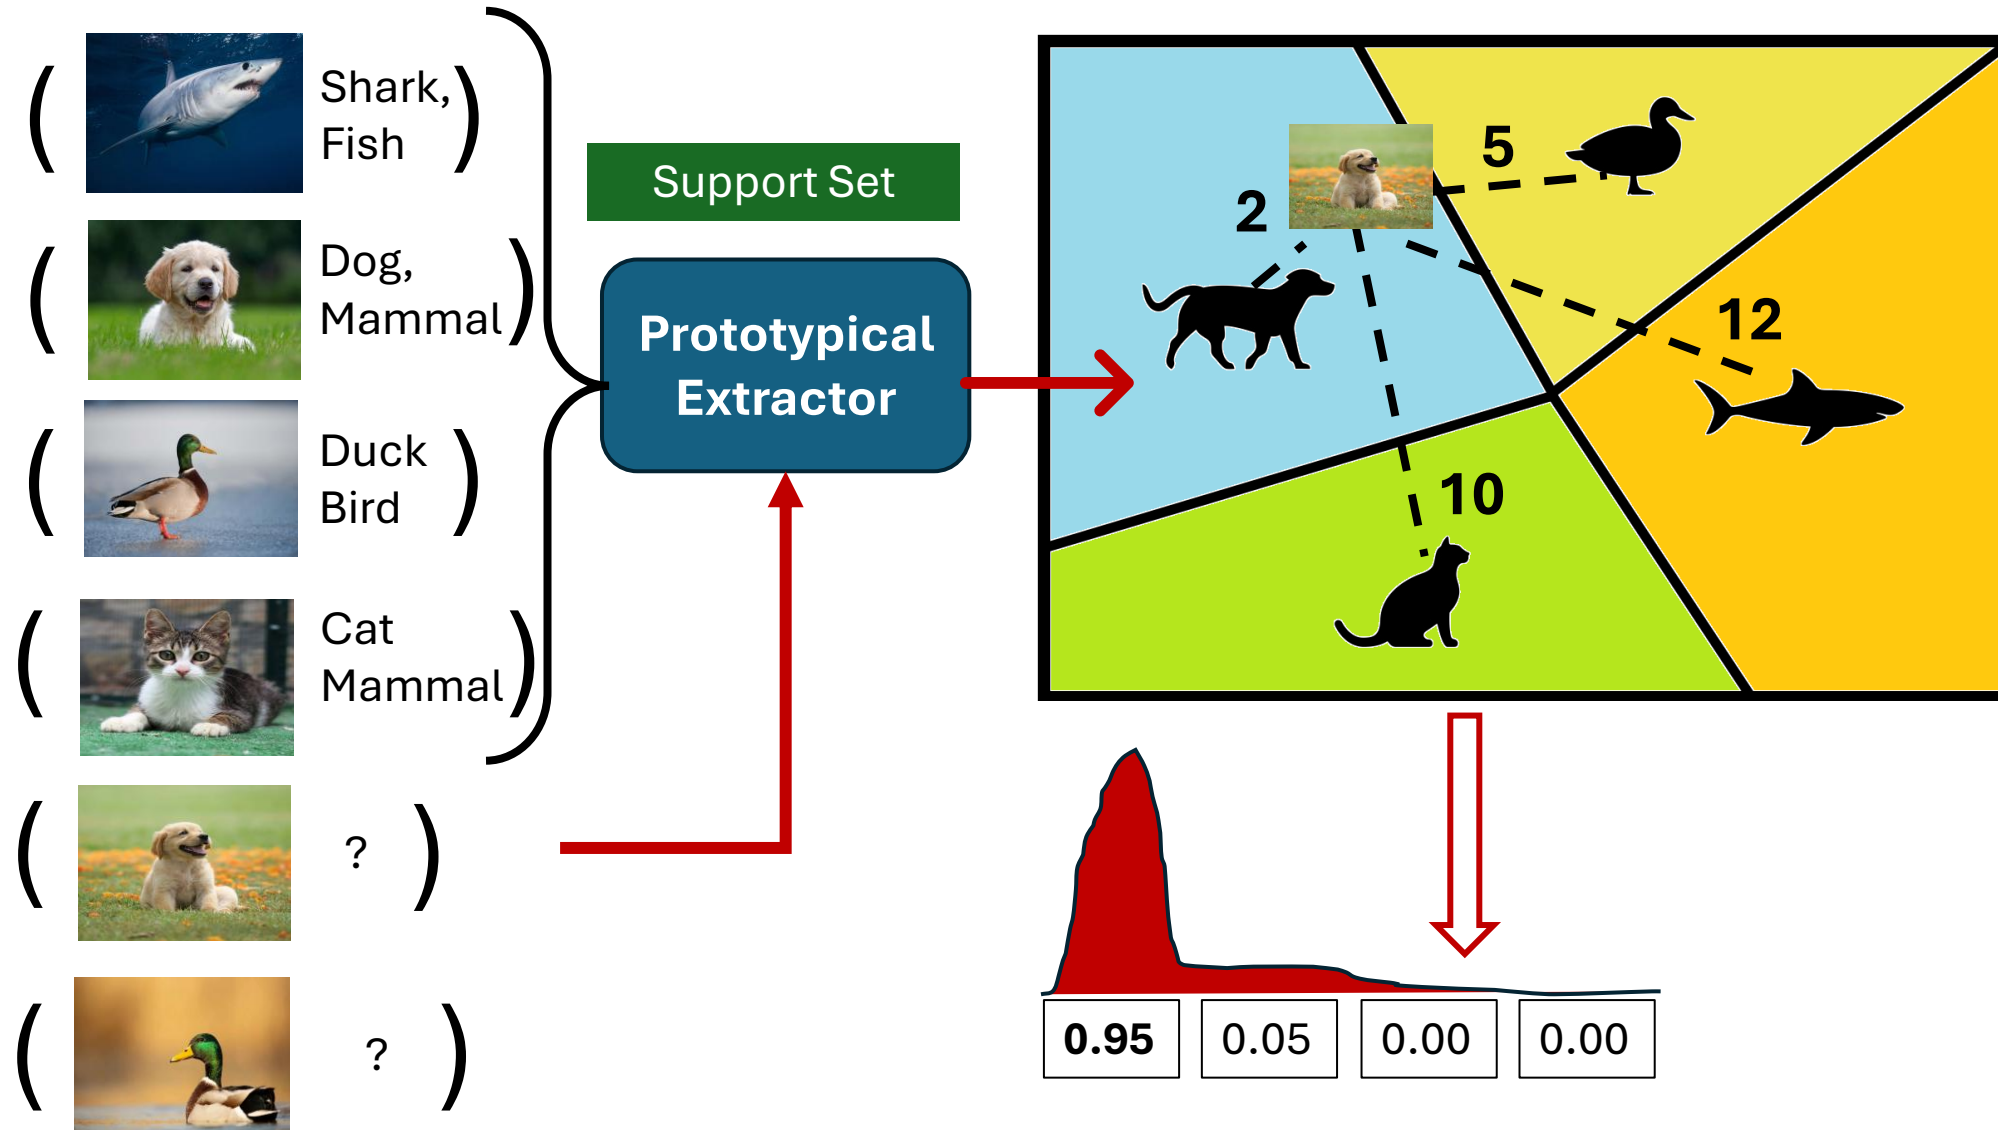 ( Shark, )
Fish
( Dog, )
Mammal
( Duck )
Bird
( Cat )
Mammal
( ? )
( ? )
Support Set
Prototypical
Extractor
5
2
12
10
0.95 0.05 0.00 0.00